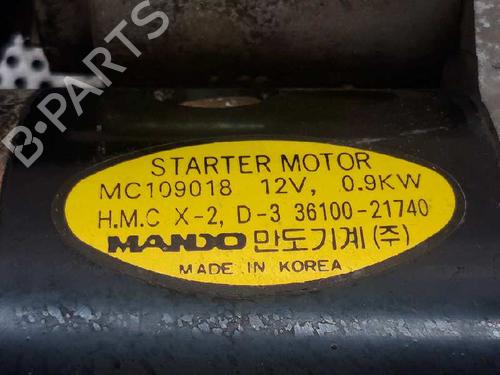 B-PARTS
STARTER MOTOR
MC109018 12V, 0.9KW
H.M.C X-2, D-3 36100-21740
MANDO 만도기계(주)
MADE IN KOREA